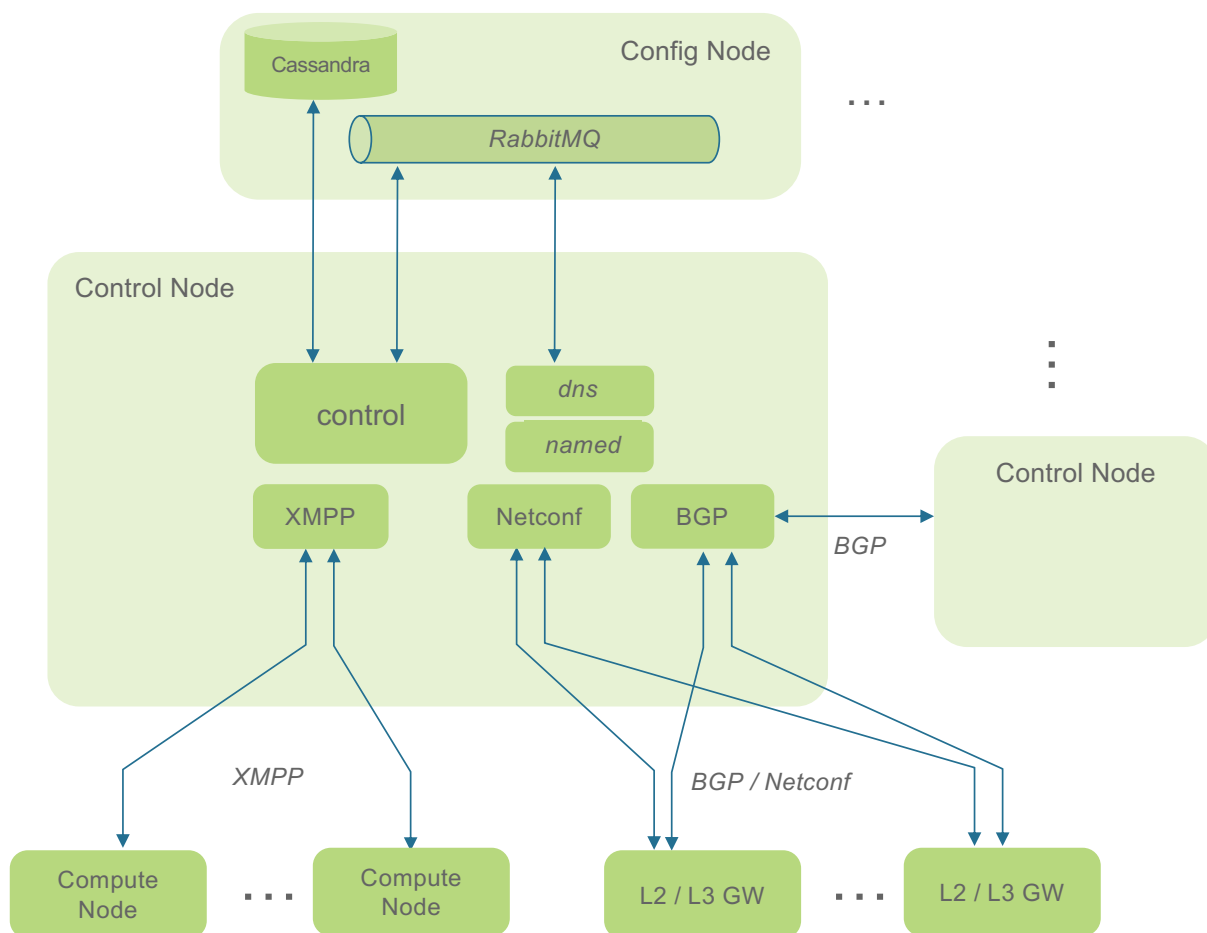 Config Node
Cassandra
. . .
RabbitMQ
Control Node
control
dns
named
Control Node
XMPP
Netconf
BGP
BGP
XMPP
BGP / Netconf
Compute
Node
. . .
Compute
Node
L2 / L3 GW
. . .
L2 / L3 GW